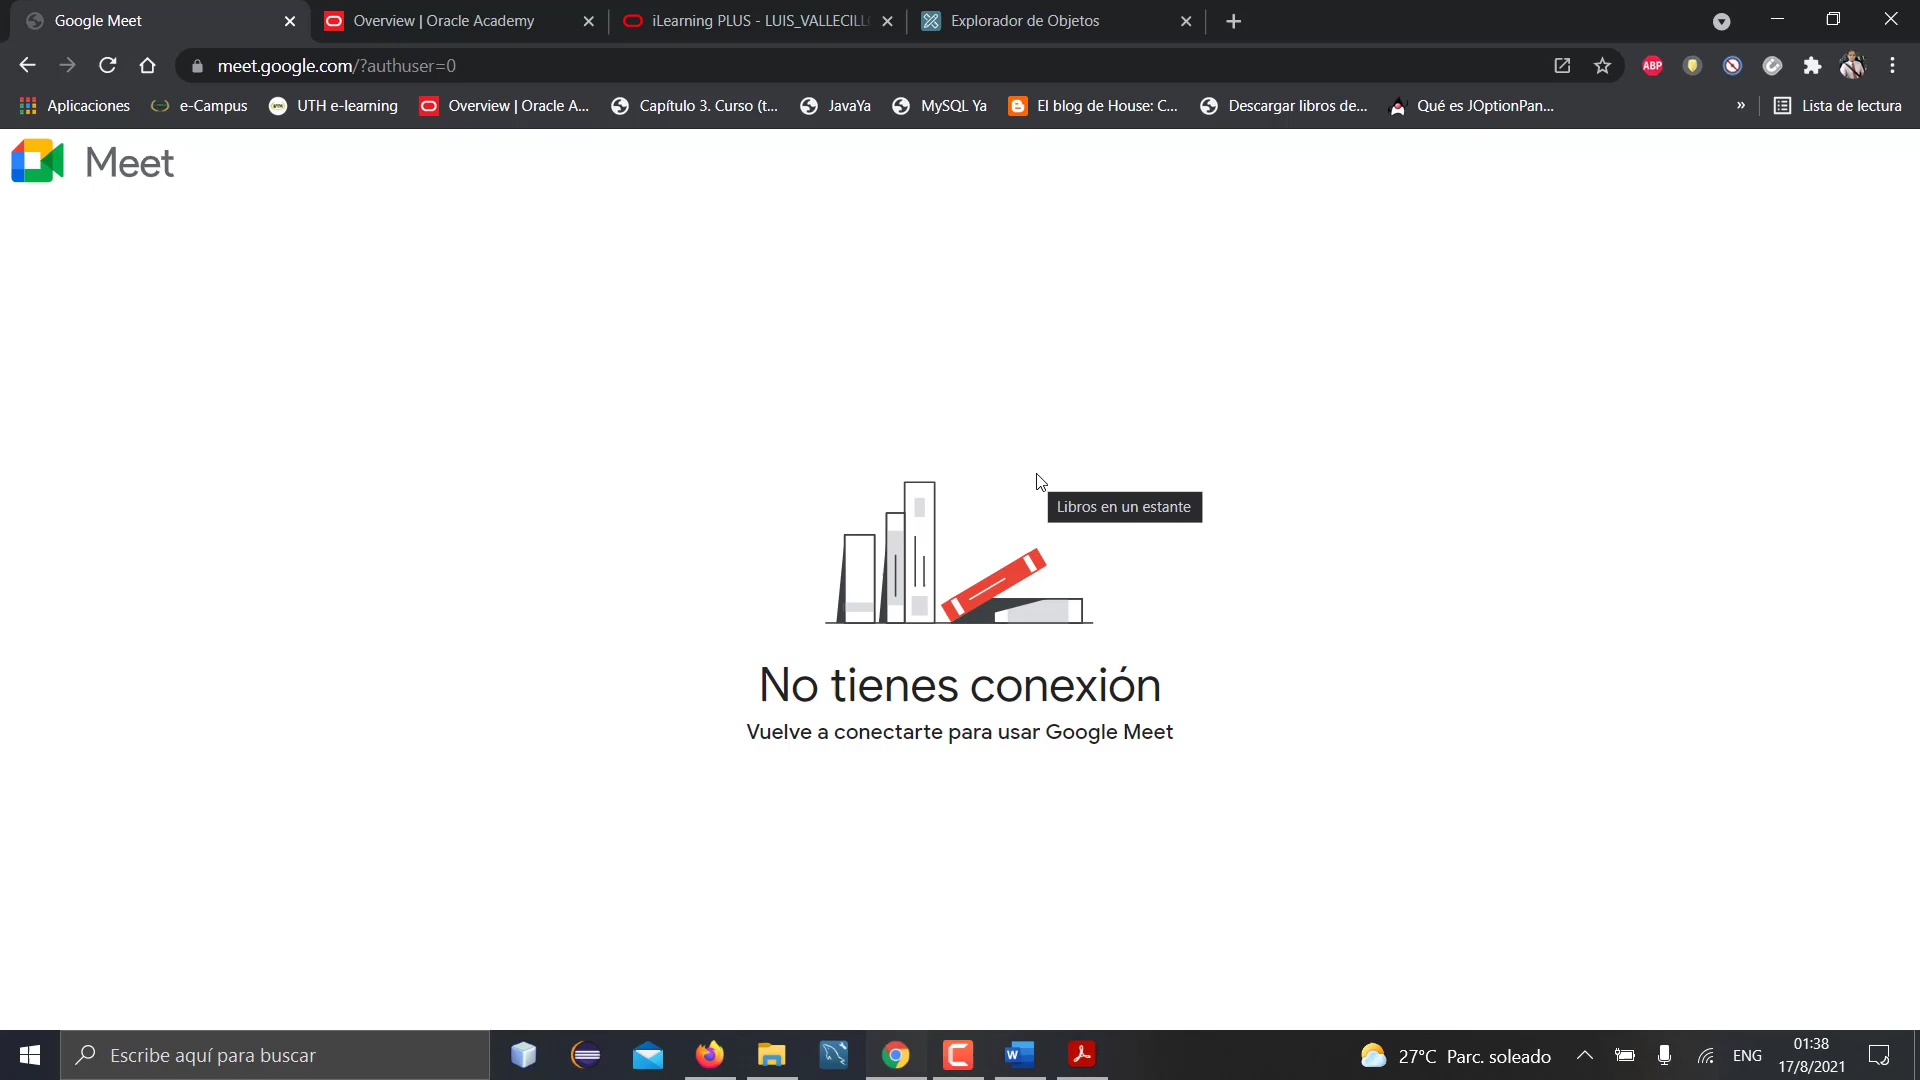 Google Meet
Overview | Oracle Academy
iLearning PLUS - LUIS_VALLECILL
Explorador de Objetos
meet.google.com/?authuser=0
ABP
Aplicaciones
e-Campus
UTH e-learning
Overview | Oracle A...
Capítulo 3. Curso (t...
JavaYa
MySQL Ya
El blog de House: C...
Descargar libros de...
Qué es JOptionPan...
»
Lista de lectura
Meet
Libros en un estante
No tienes conexión
Vuelve a conectarte para usar Google Meet
Escribe aquí para buscar
27°C Parc. soleado
ENG
01:38
17/8/2021